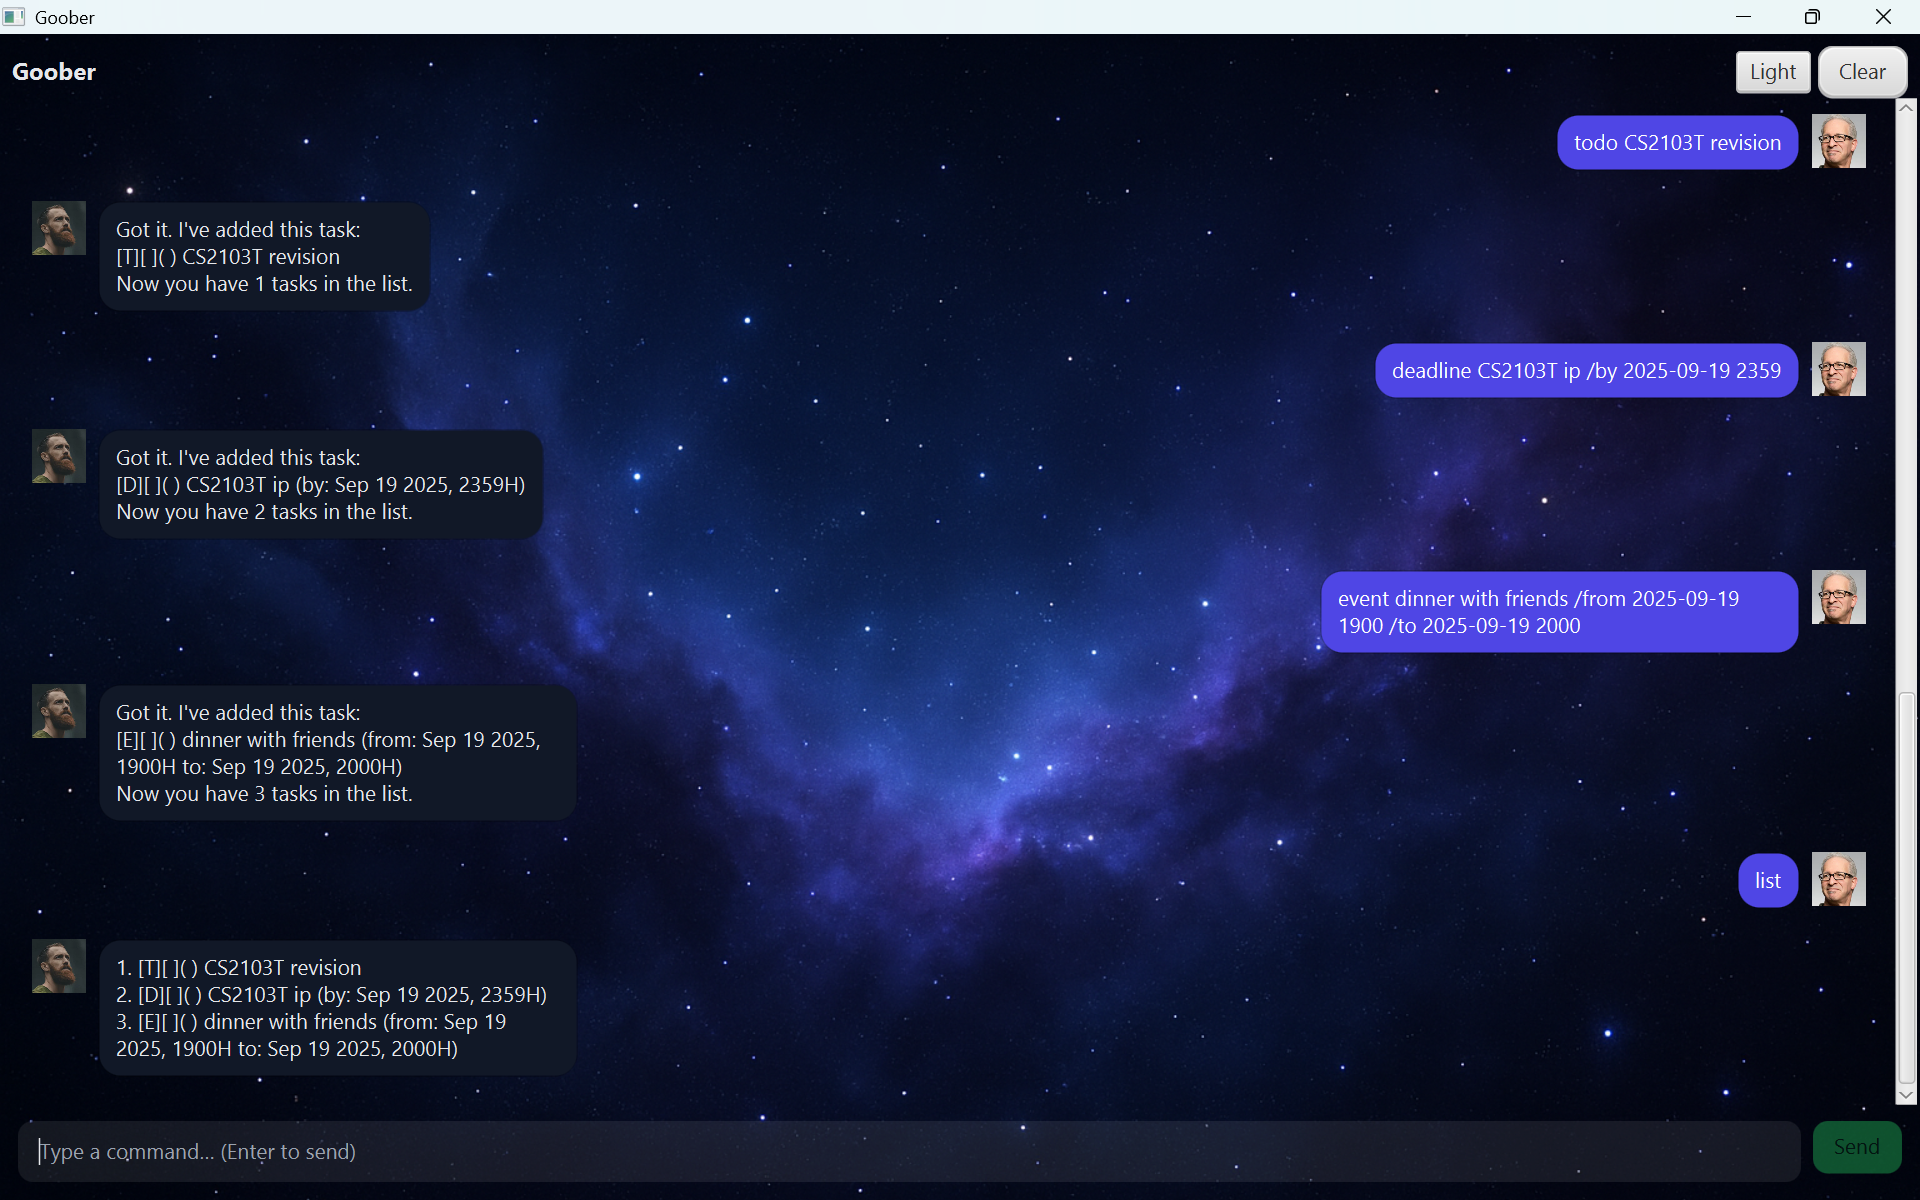 Goober
Goober
Light
Clear
todo CS2103T revision
Got it. I've added this task:
[T][ ]( ) CS2103T revision
Now you have 1 tasks in the list.
deadline CS2103T ip /by 2025-09-19 2359
Got it. I've added this task:
[D][ ]( ) CS2103T ip (by: Sep 19 2025, 2359H)
Now you have 2 tasks in the list.
event dinner with friends /from 2025-09-19
1900 /to 2025-09-19 2000
Got it. I've added this task:
[E][ ]( ) dinner with friends (from: Sep 19 2025,
1900H to: Sep 19 2025, 2000H)
Now you have 3 tasks in the list.
list
1. [T][ ]( ) CS2103T revision
2. [D][ ]( ) CS2103T ip (by: Sep 19 2025, 2359H)
3. [E][ ]( ) dinner with friends (from: Sep 19
2025, 1900H to: Sep 19 2025, 2000H)
Type a command... (Enter to send)
Send